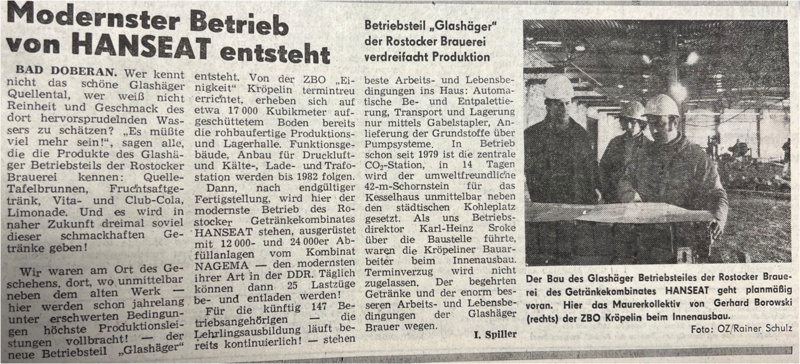 Modernster Betrieb
von HANSEAT entsteht
BAD DOBERAN. Wer kennt
nicht das schöne Glashäger
Quellental, wer weiß nicht
Reinheit und Geschmack des
dort hervorsprudelnden Was-
sers zu schätzen? „Es müßte
viel mehr sein!“, sagen alle,
die die Produkte des Glashä-
ger Betriebsteils der Rostocker
Brauerei kennen: Quelle-
Tafelbrunnen, Fruchtsaftge-
tränk, Vita- und Club-Cola,
Limonade. Und es wird in
naher Zukunft dreimal soviel
dieser schmackhaften Ge-
tränke geben!
Wir waren am Ort des Ge-
schehens, dort, wo unmittelbar
neben dem alten Werk —
hier werden schon jahrelang
unter erschwerten Bedingun-
gen höchste Produktionslei-
stungen vollbracht! — der
neue Betriebsteil „Glashäger“
entsteht. Von der ZBO „Ei-
nigkeit“ Kröpelin termintreu
errichtet, erheben sich auf
etwa 17 000 Kubikmeter auf-
geschüttetem Boden bereits
die rohbaufertige Produktions-
und Lagerhalle. Funktionsge-
bäude, Anbau für Druckluft-
und Kälte-, Lade- und Trafo-
station werden bis 1982 folgen.
Dann, nach endgültiger
Fertigstellung, wird hier der
modernste Betrieb des Ro-
stocker Getränkekombinates
HANSEAT stehen, ausgerüstet
mit 12 000- und 24 000er Ab-
füllanlagen vom Kombinat
NAGEMA — den modernsten
ihrer Art in der DDR. Täglich
können dann 25 Lastzüge
be- und entladen werden!
Für die künftig 147 Be-
triebsangehörigen — die
Lehrlingsausbildung läuft be-
reits kontinuierlich! — stehen
Betriebsteil „Glashäger“
der Rostocker Brauerei
verdreifacht Produktion
beste Arbeits- und Lebensbe-
dingungen ins Haus: Automa-
tische Be- und Entpalettie-
rung, Transport und Lagerung
nur mittels Gabelstapler, An-
lieferung der Grundstoffe über
Pumpsysteme. In Betrieb
schon seit 1979 ist die zentrale
CO₂-Station, in 14 Tagen
wird der umweltfreundliche
42-m-Schornstein für das
Kesselhaus unmittelbar neben
den städtischen Kohleplatz
gesetzt. Als uns Betriebs-
direktor Karl-Heinz Sroke
über die Baustelle führte,
waren die Kröpeliner Bauar-
beiter beim Innenausbau.
Terminverzug wird nicht
zugelassen. Der begehrten
Getränke und der enorm bes-
seren Arbeits- und Lebensbe-
dingungen der Glashäger
Brauer wegen.
I. Spiller
Der Bau des Glashäger Betriebsteiles der Rostocker Braue-
rei des Getränkekombinates HANSEAT geht planmäßig
voran. Hier das Maurerkollektiv von Gerhard Borowski
(rechts) der ZBO Kröpelin beim Innenausbau.
Foto: OZ/Rainer Schulz